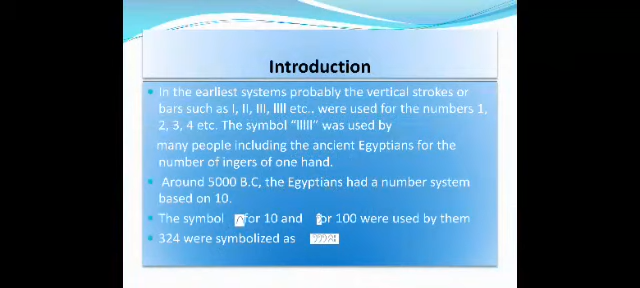 Introduction
In the earliest systems probably the vertical strokes or
bars such as I, II, III, IIII etc.. were used for the numbers 1,
2, 3, 4 etc. The symbol “IIIII” was used by
many people including the ancient Egyptians for the
number of ingers of one hand.
Around 5000 B.C, the Egyptians had a number system
based on 10.
The symbol for 10 and for 100 were used by them
324 were symbolized as